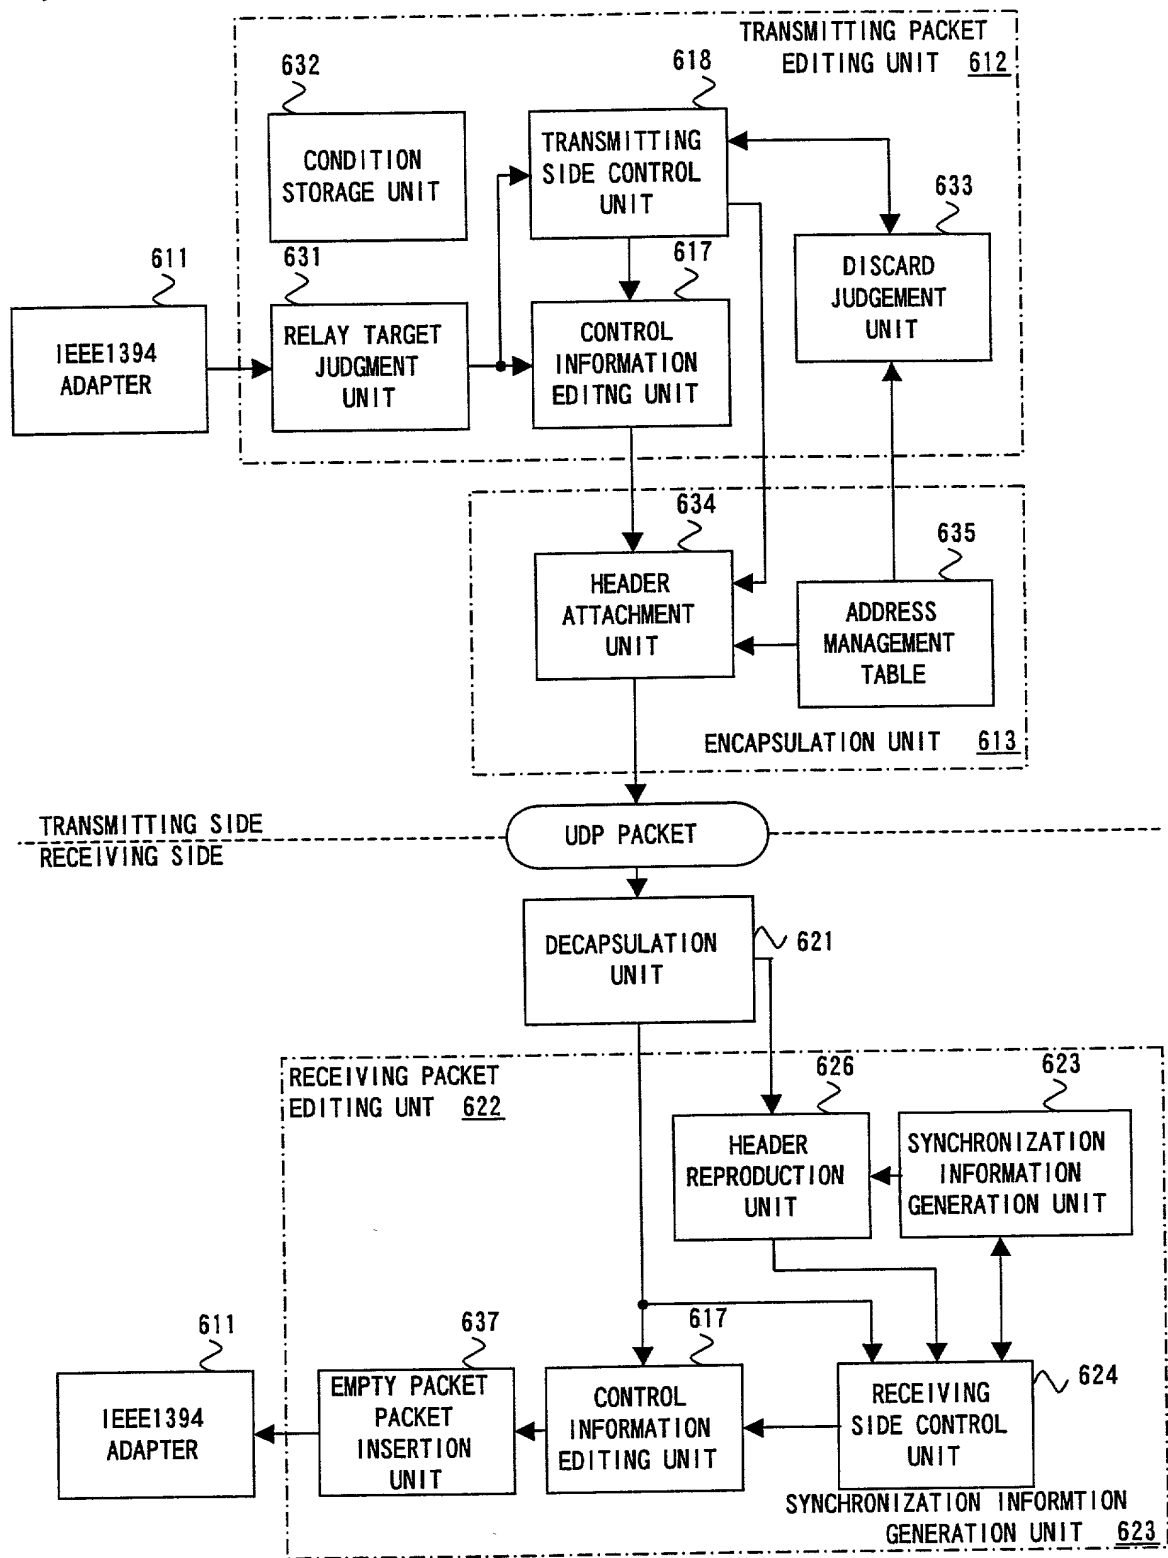 TRANSMITTING PACKET
EDITING UNIT 612
632
618
CONDITION
STORAGE UNIT
TRANSMITTING
SIDE CONTROL
UNIT
633
611
631
617
DISCARD
JUDGEMENT
UNIT
IEEE1394
ADAPTER
RELAY TARGET
JUDGMENT
UNIT
CONTROL
INFORMATION
EDITNG UNIT
634
635
HEADER
ATTACHMENT
UNIT
ADDRESS
MANAGEMENT
TABLE
ENCAPSULATION UNIT 613
TRANSMITTING SIDE
UDP PACKET
RECEIVING SIDE
DECAPSULATION
UNIT
621
RECEIVING PACKET
EDITING UNT 622
626
623
HEADER
REPRODUCTION
UNIT
SYNCHRONIZATION
INFORMATION
GENERATION UNIT
611
637
617
624
IEEE1394
ADAPTER
EMPTY PACKET
PACKET
INSERTION
UNIT
CONTROL
INFORMATION
EDITING UNIT
RECEIVING
SIDE CONTROL
UNIT
SYNCHRONIZATION INFORMTION
GENERATION UNIT 623